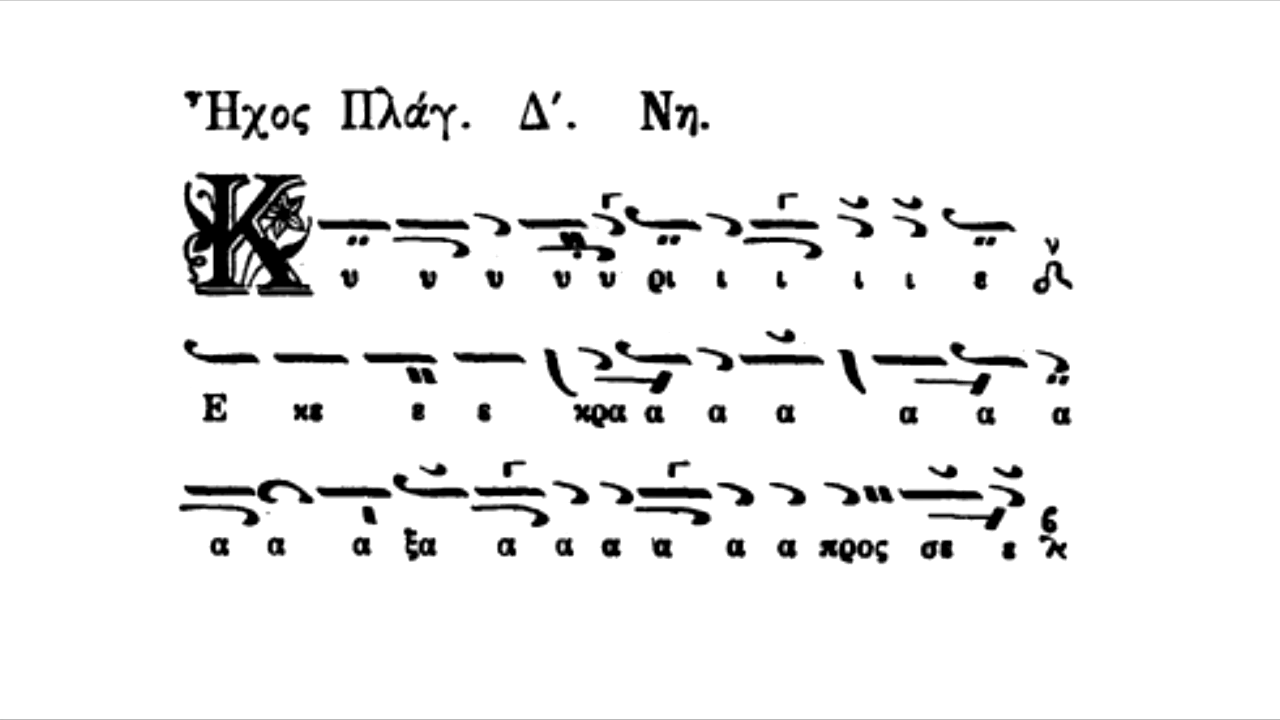 Ἦχος Πλάγ. Δ΄. Νη.
Κ υ υ υ υ υ ρι ι ι ι ι ε ν
Ε κε ε ε κρα α α α α α α
α α α ξα α α α α α α προς σε ε